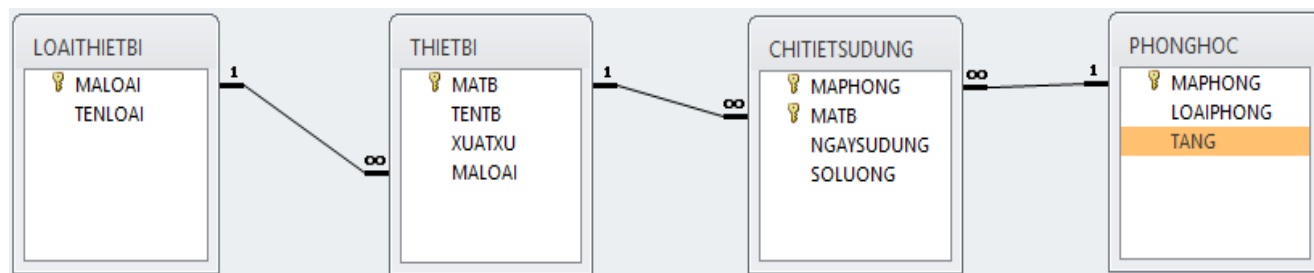 LOAITHIETBI
MALOAI
TENLOAI
1
∞
THIETBI
MATB
TENTB
XUATXU
MALOAI
1
∞
CHITIETSUDUNG
MAPHONG
MATB
NGAYSUDUNG
SOLUONG
∞
1
PHONGHOC
MAPHONG
LOAIPHONG
TANG